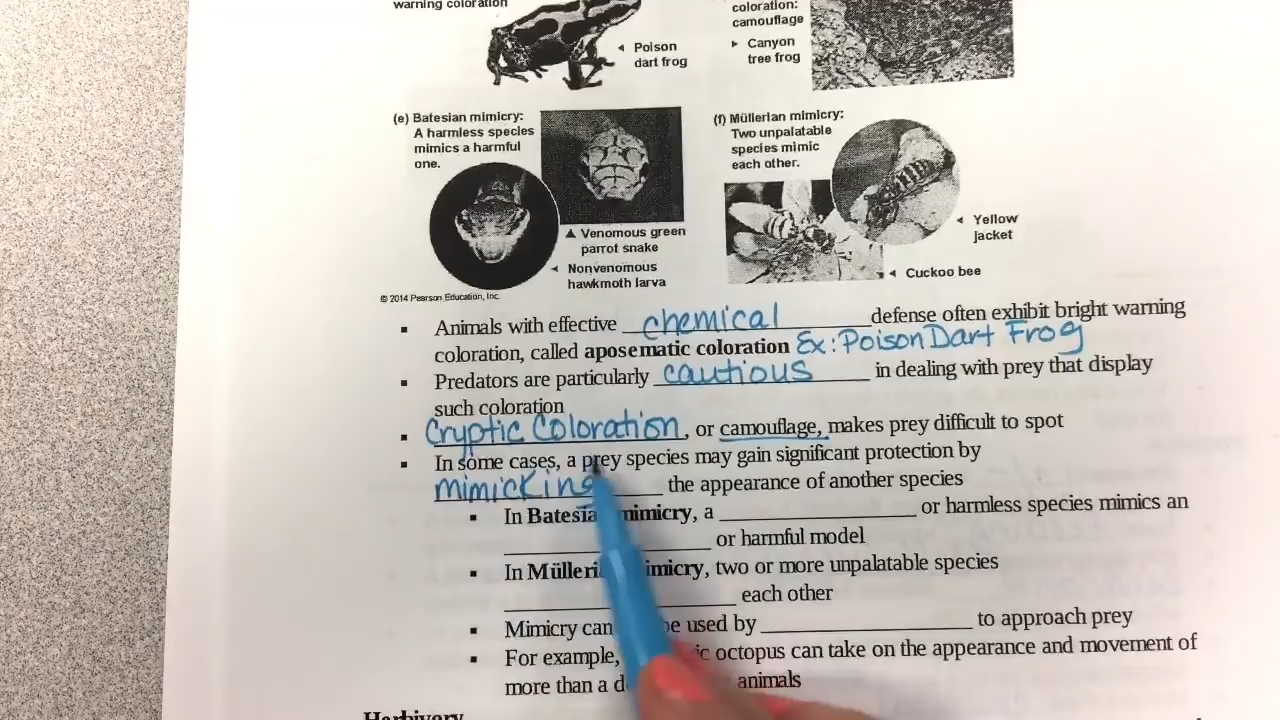 warning coloration
coloration:
camouflage
◄ Poison
dart frog
► Canyon
tree frog
(e) Batesian mimicry:
A harmless species
mimics a harmful
one.
(f) Müllerian mimicry:
Two unpalatable
species mimic
each other.
▲ Venomous green
parrot snake
◄ Nonvenomous
hawkmoth larva
◄ Yellow
jacket
◄ Cuckoo bee
© 2014 Pearson Education, Inc.
▪ Animals with effective chemical defense often exhibit bright warning
coloration, called aposematic coloration Ex: Poison Dart Frog
▪ Predators are particularly cautious in dealing with prey that display
such coloration
▪ Cryptic Coloration, or camouflage, makes prey difficult to spot
▪ In some cases, a prey species may gain significant protection by
mimicking the appearance of another species
▪ In Batesian mimicry, a ____________ or harmless species mimics an
____________ or harmful model
▪ In Müllerian mimicry, two or more unpalatable species
____________ each other
▪ Mimicry can be used by ____________ to approach prey
▪ For example, octopus can take on the appearance and movement of
more than a animals
Herbivory